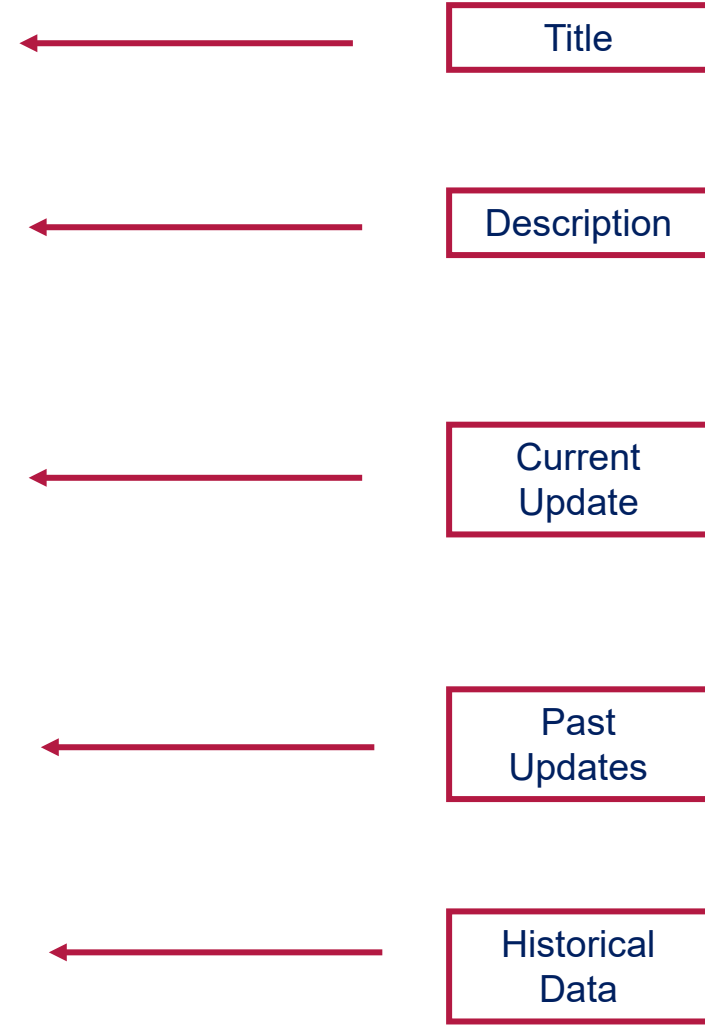 Title
Description
Current
Update
Past
Updates
Historical
Data